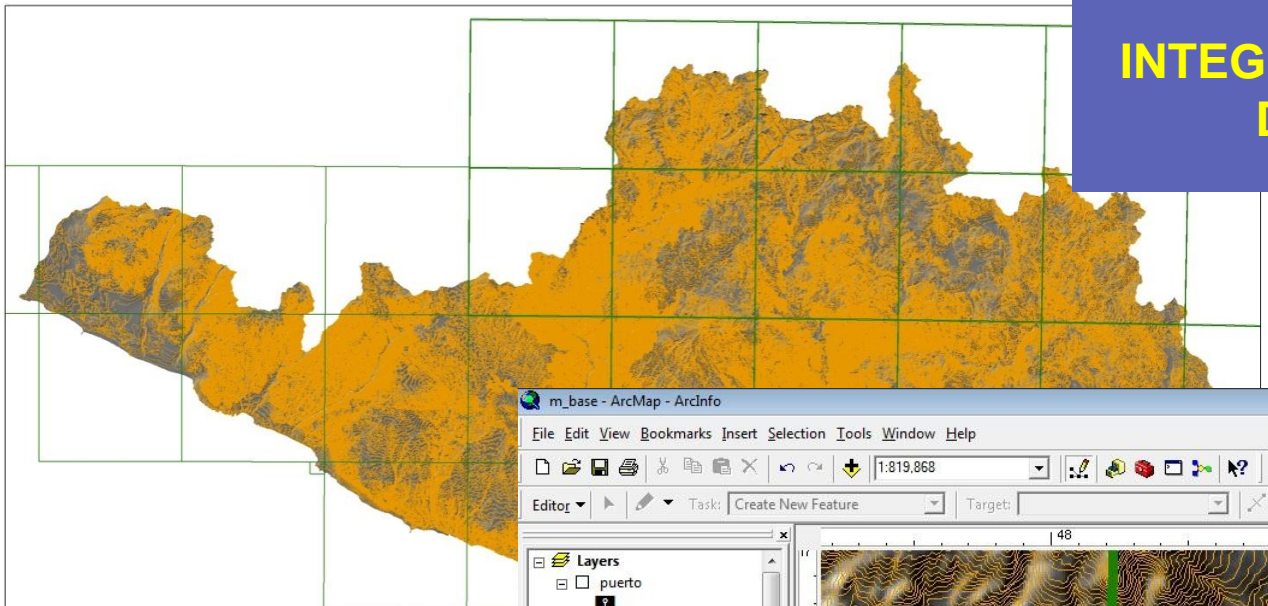 INTEG
D
m_base - ArcMap - ArcInfo
File Edit View Bookmarks Insert Selection Tools Window Help
1:819,868
Editor Task: Create New Feature Target:
48
Layers
puerto